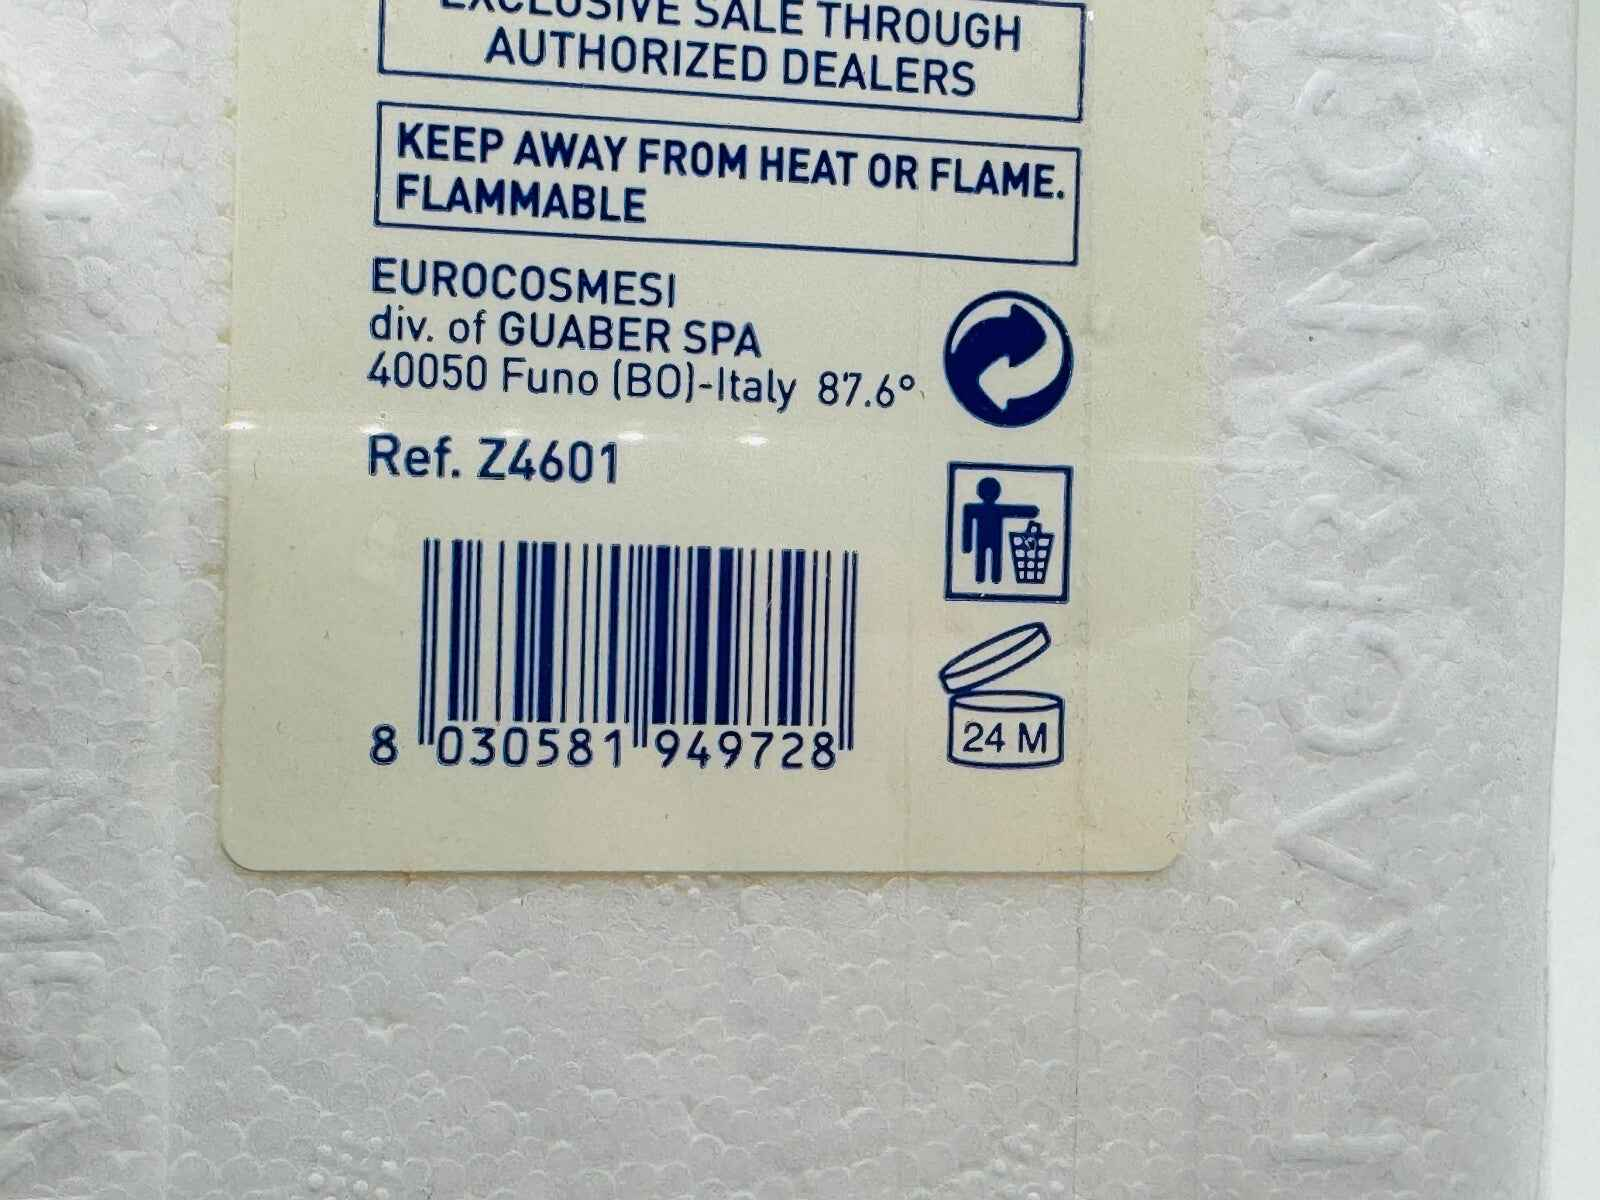 EXCLUSIVE SALE THROUGH
AUTHORIZED DEALERS
KEEP AWAY FROM HEAT OR FLAME.
FLAMMABLE
EUROCOSMESI
div. of GUABER SPA
40050 Funo (BO)-Italy 87.6°
Ref. Z4601
24 M
8 030581 949728